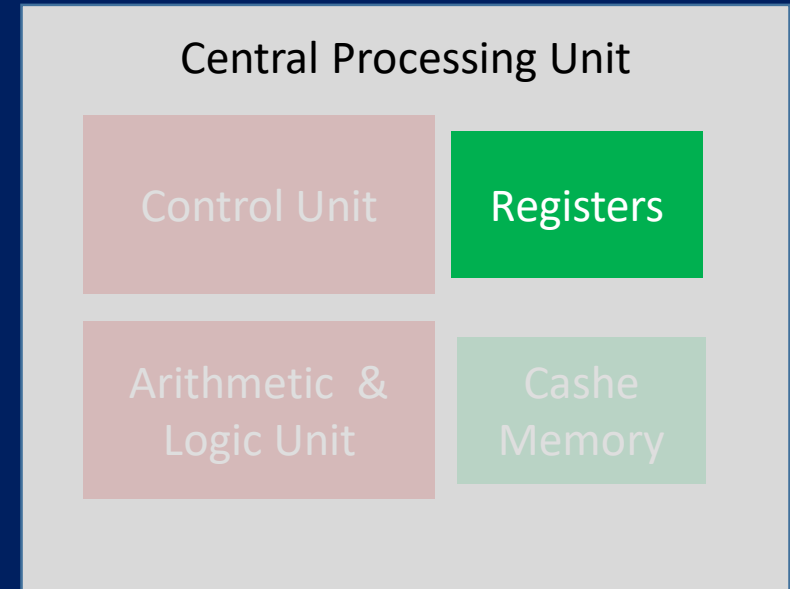 Central Processing Unit
Control Unit
Registers
Arithmetic &
Logic Unit
Cashe
Memory